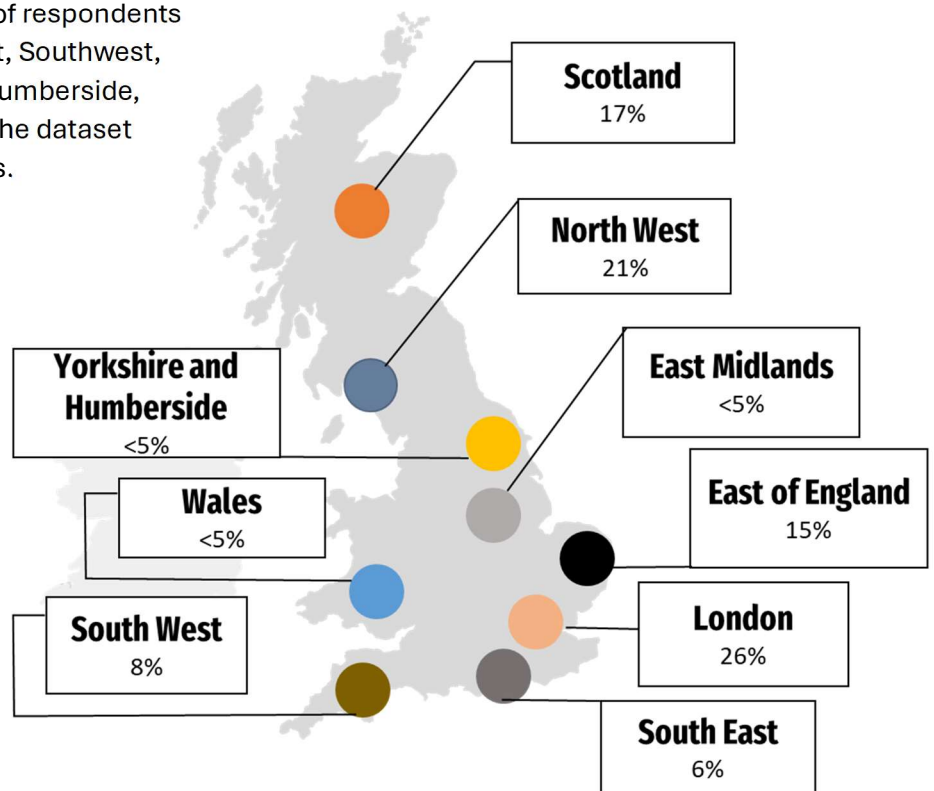 of respondents
, Southwest,
umberside,
he dataset
s.
Scotland
17%
North West
21%
Yorkshire and
Humberside
<5%
East Midlands
<5%
Wales
<5%
East of England
15%
South West
8%
London
26%
South East
6%